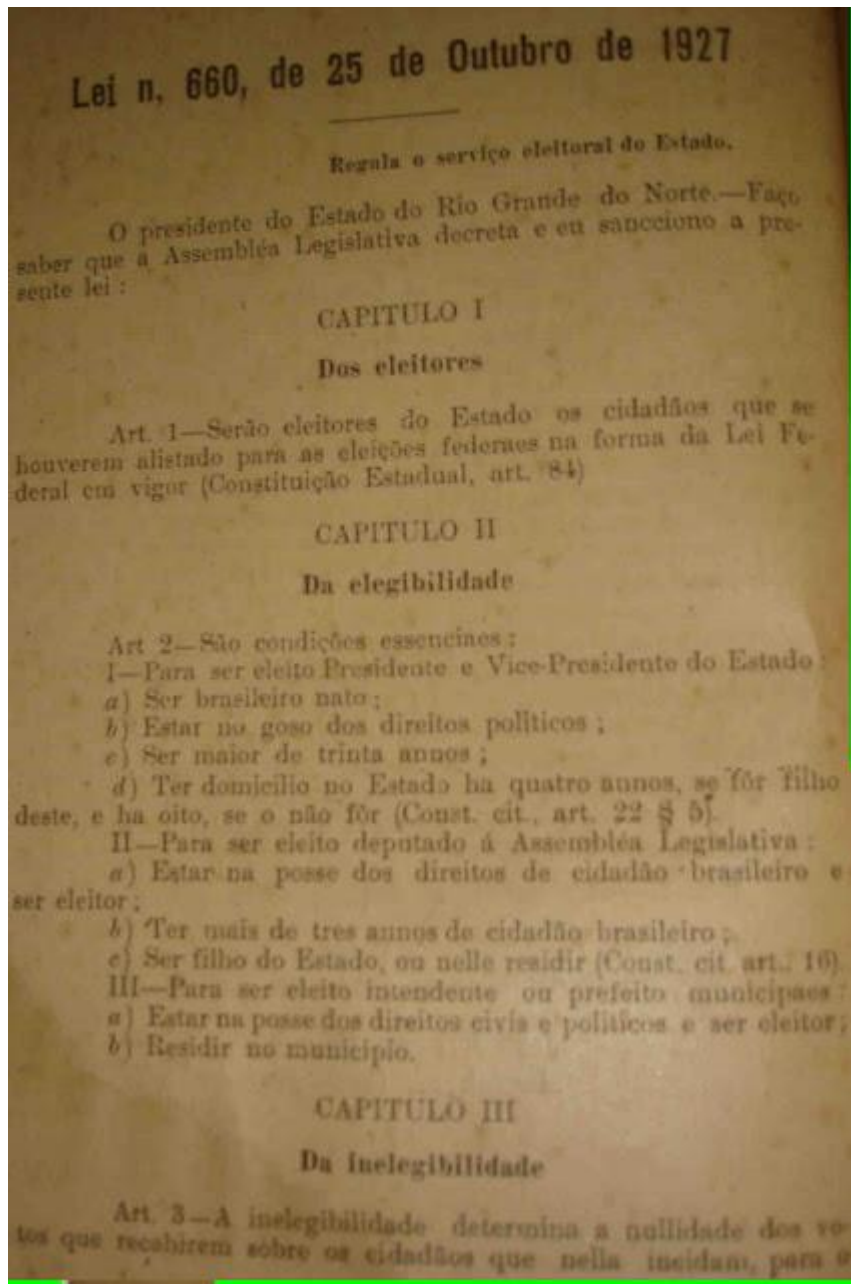 Lei n. 660, de 25 de Outubro de 1927
Regula o serviço eleitoral do Estado.
O presidente do Estado do Rio Grande do Norte.—Faço
saber que a Assembléa Legislativa decreta e eu sancciono a pre-
sente lei :
CAPITULO I
Dos eleitores
Art. 1—Serão eleitores do Estado os cidadãos que se
houverem alistado para as eleições federaes na forma da Lei Fe-
deral em vigor (Constituição Estadual, art. 84)
CAPITULO II
Da elegibilidade
Art 2—São condições essenciaes :
I—Para ser eleito Presidente e Vice-Presidente do Estado :
a) Ser brasileiro nato ;
b) Estar no goso dos direitos politicos ;
c) Ser maior de trinta annos ;
d) Ter domicilio no Estado ha quatro annos, se fôr filho
deste, e ha oito, se o não fôr (Const. cit., art. 22 § 5).
II—Para ser eleito deputado á Assembléa Legislativa :
a) Estar na posse dos direitos de cidadão brasileiro e
ser eleitor ;
b) Ter mais de tres annos de cidadão brasileiro ;
c) Ser filho do Estado, ou nelle residir (Const. cit. art. 16)
III—Para ser eleito intendente ou prefeito municipaes :
a) Estar na posse dos direitos civis e politicos e ser eleitor ;
b) Residir no municipio.
CAPITULO III
Da inelegibilidade
Art. 3—A inelegibilidade determina a nullidade dos vo-
tos que recahirem sobre os cidadãos que nella incidam, para o